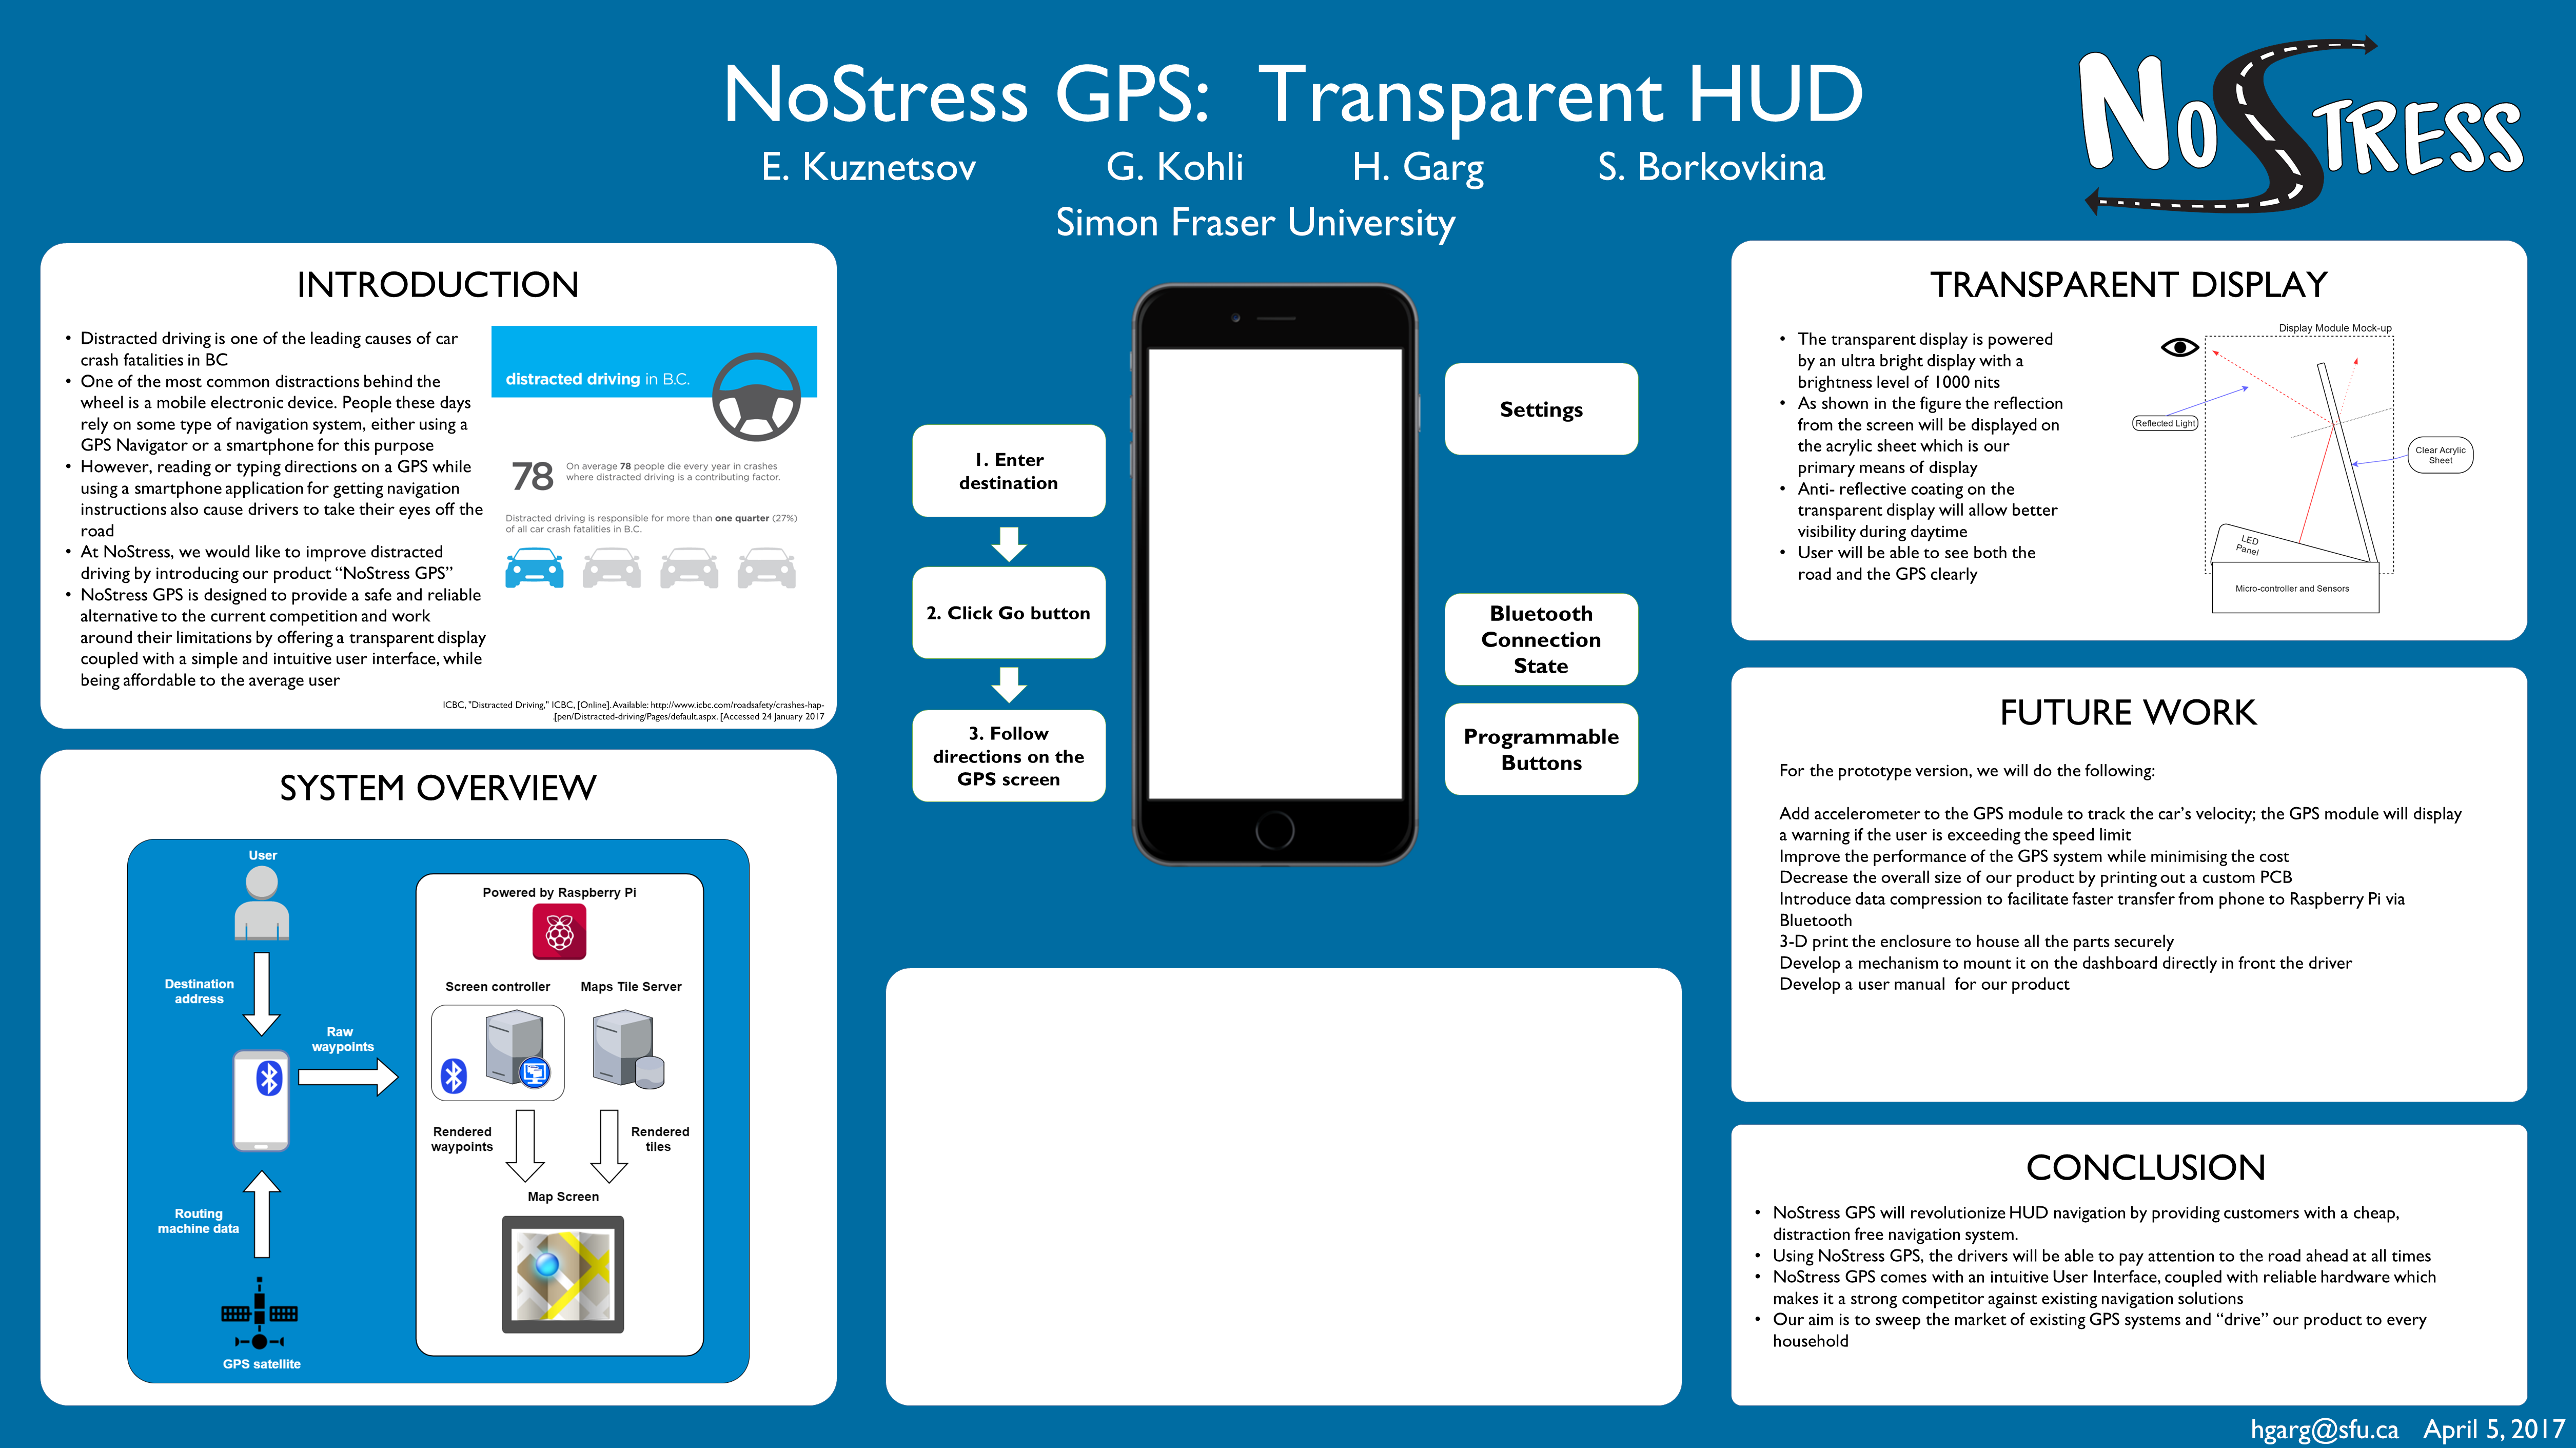 NoStress GPS:  Transparent HUD
E. Kuznetsov G. Kohli H. Garg S. Borkovkina
Simon Fraser University
NoStress
INTRODUCTION
• Distracted driving is one of the leading causes of car
crash fatalities in BC
• One of the most common distractions behind the
wheel is a mobile electronic device. People these days
rely on some type of navigation system, either using a
GPS Navigator or a smartphone for this purpose
• However, reading or typing directions on a GPS while
using a smartphone application for getting navigation
instructions also cause drivers to take their eyes off the
road
• At NoStress, we would like to improve distracted
driving by introducing our product “NoStress GPS”
• NoStress GPS is designed to provide a safe and reliable
alternative to the current competition and work
around their limitations by offering a transparent display
coupled with a simple and intuitive user interface, while
being affordable to the average user
distracted driving in B.C.
78
On average 78 people die every year in crashes
where distracted driving is a contributing factor.
Distracted driving is responsible for more than one quarter (27%)
of all car crash fatalities in B.C.
ICBC, "Distracted Driving," ICBC, [Online]. Available: http://www.icbc.com/roadsafety/crashes-hap-
.[pen/Distracted-driving/Pages/default.aspx. [Accessed 24 January 2017
SYSTEM OVERVIEW
User
Destination
address
Raw
waypoints
Routing
machine data
GPS satellite
Powered by Raspberry Pi
Screen controller
Maps Tile Server
Rendered
waypoints
Rendered
tiles
Map Screen
1. Enter
destination
2. Click Go button
3. Follow
directions on the
GPS screen
Settings
Bluetooth
Connection
State
Programmable
Buttons
TRANSPARENT DISPLAY
• The transparent display is powered
by an ultra bright display with a
brightness level of 1000 nits
• As shown in the figure the reflection
from the screen will be displayed on
the acrylic sheet which is our
primary means of display
• Anti- reflective coating on the
transparent display will allow better
visibility during daytime
• User will be able to see both the
road and the GPS clearly
Display Module Mock-up
Reflected Light
Clear Acrylic
Sheet
LED
Panel
Micro-controller and Sensors
FUTURE WORK
For the prototype version, we will do the following:
Add accelerometer to the GPS module to track the car’s velocity; the GPS module will display
a warning if the user is exceeding the speed limit
Improve the performance of the GPS system while minimising the cost
Decrease the overall size of our product by printing out a custom PCB
Introduce data compression to facilitate faster transfer from phone to Raspberry Pi via
Bluetooth
3-D print the enclosure to house all the parts securely
Develop a mechanism to mount it on the dashboard directly in front the driver
Develop a user manual  for our product
CONCLUSION
• NoStress GPS will revolutionize HUD navigation by providing customers with a cheap,
distraction free navigation system.
• Using NoStress GPS, the drivers will be able to pay attention to the road ahead at all times
• NoStress GPS comes with an intuitive User Interface, coupled with reliable hardware which
makes it a strong competitor against existing navigation solutions
• Our aim is to sweep the market of existing GPS systems and “drive” our product to every
household
hgarg@sfu.ca April 5, 2017